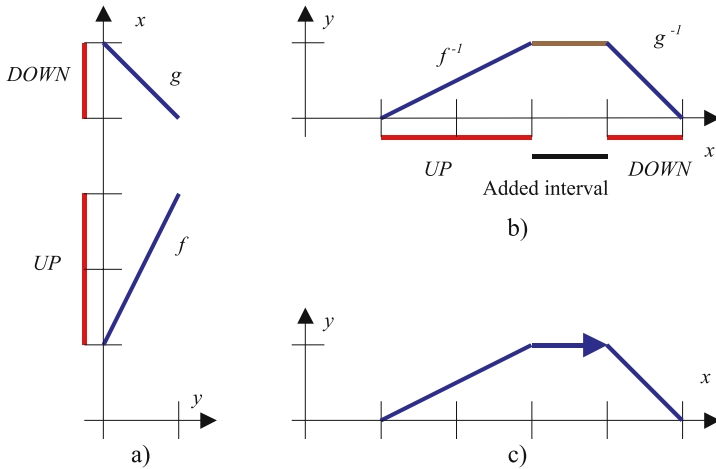 x
DOWN
g
UP
f
y
a)
y
f⁻¹
g⁻¹
x
UP
DOWN
Added interval
b)
y
x
c)